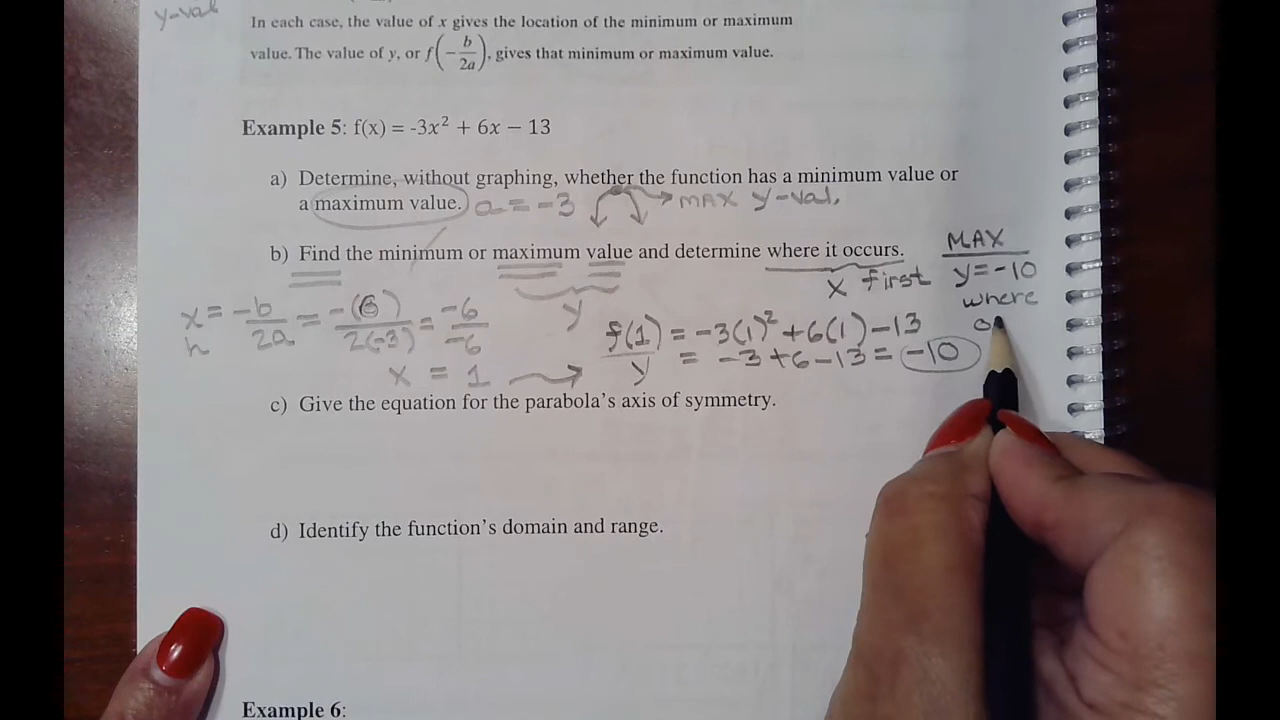 y-val
In each case, the value of x gives the location of the minimum or maximum
value. The value of y, or f(-b/2a), gives that minimum or maximum value.
Example 5: f(x) = -3x² + 6x – 13
a) Determine, without graphing, whether the function has a minimum value or
a maximum value. a = -3 → MAX y-val.
b) Find the minimum or maximum value and determine where it occurs.
MAX
y=-10
where
x first
y
x = -b/2a = -(6)/2(-3) = -6/-6
h
x = 1 →
f(1) = -3(1)² + 6(1) - 13
y = -3+6-13 = -10
c) Give the equation for the parabola's axis of symmetry.
d) Identify the function's domain and range.
Example 6: